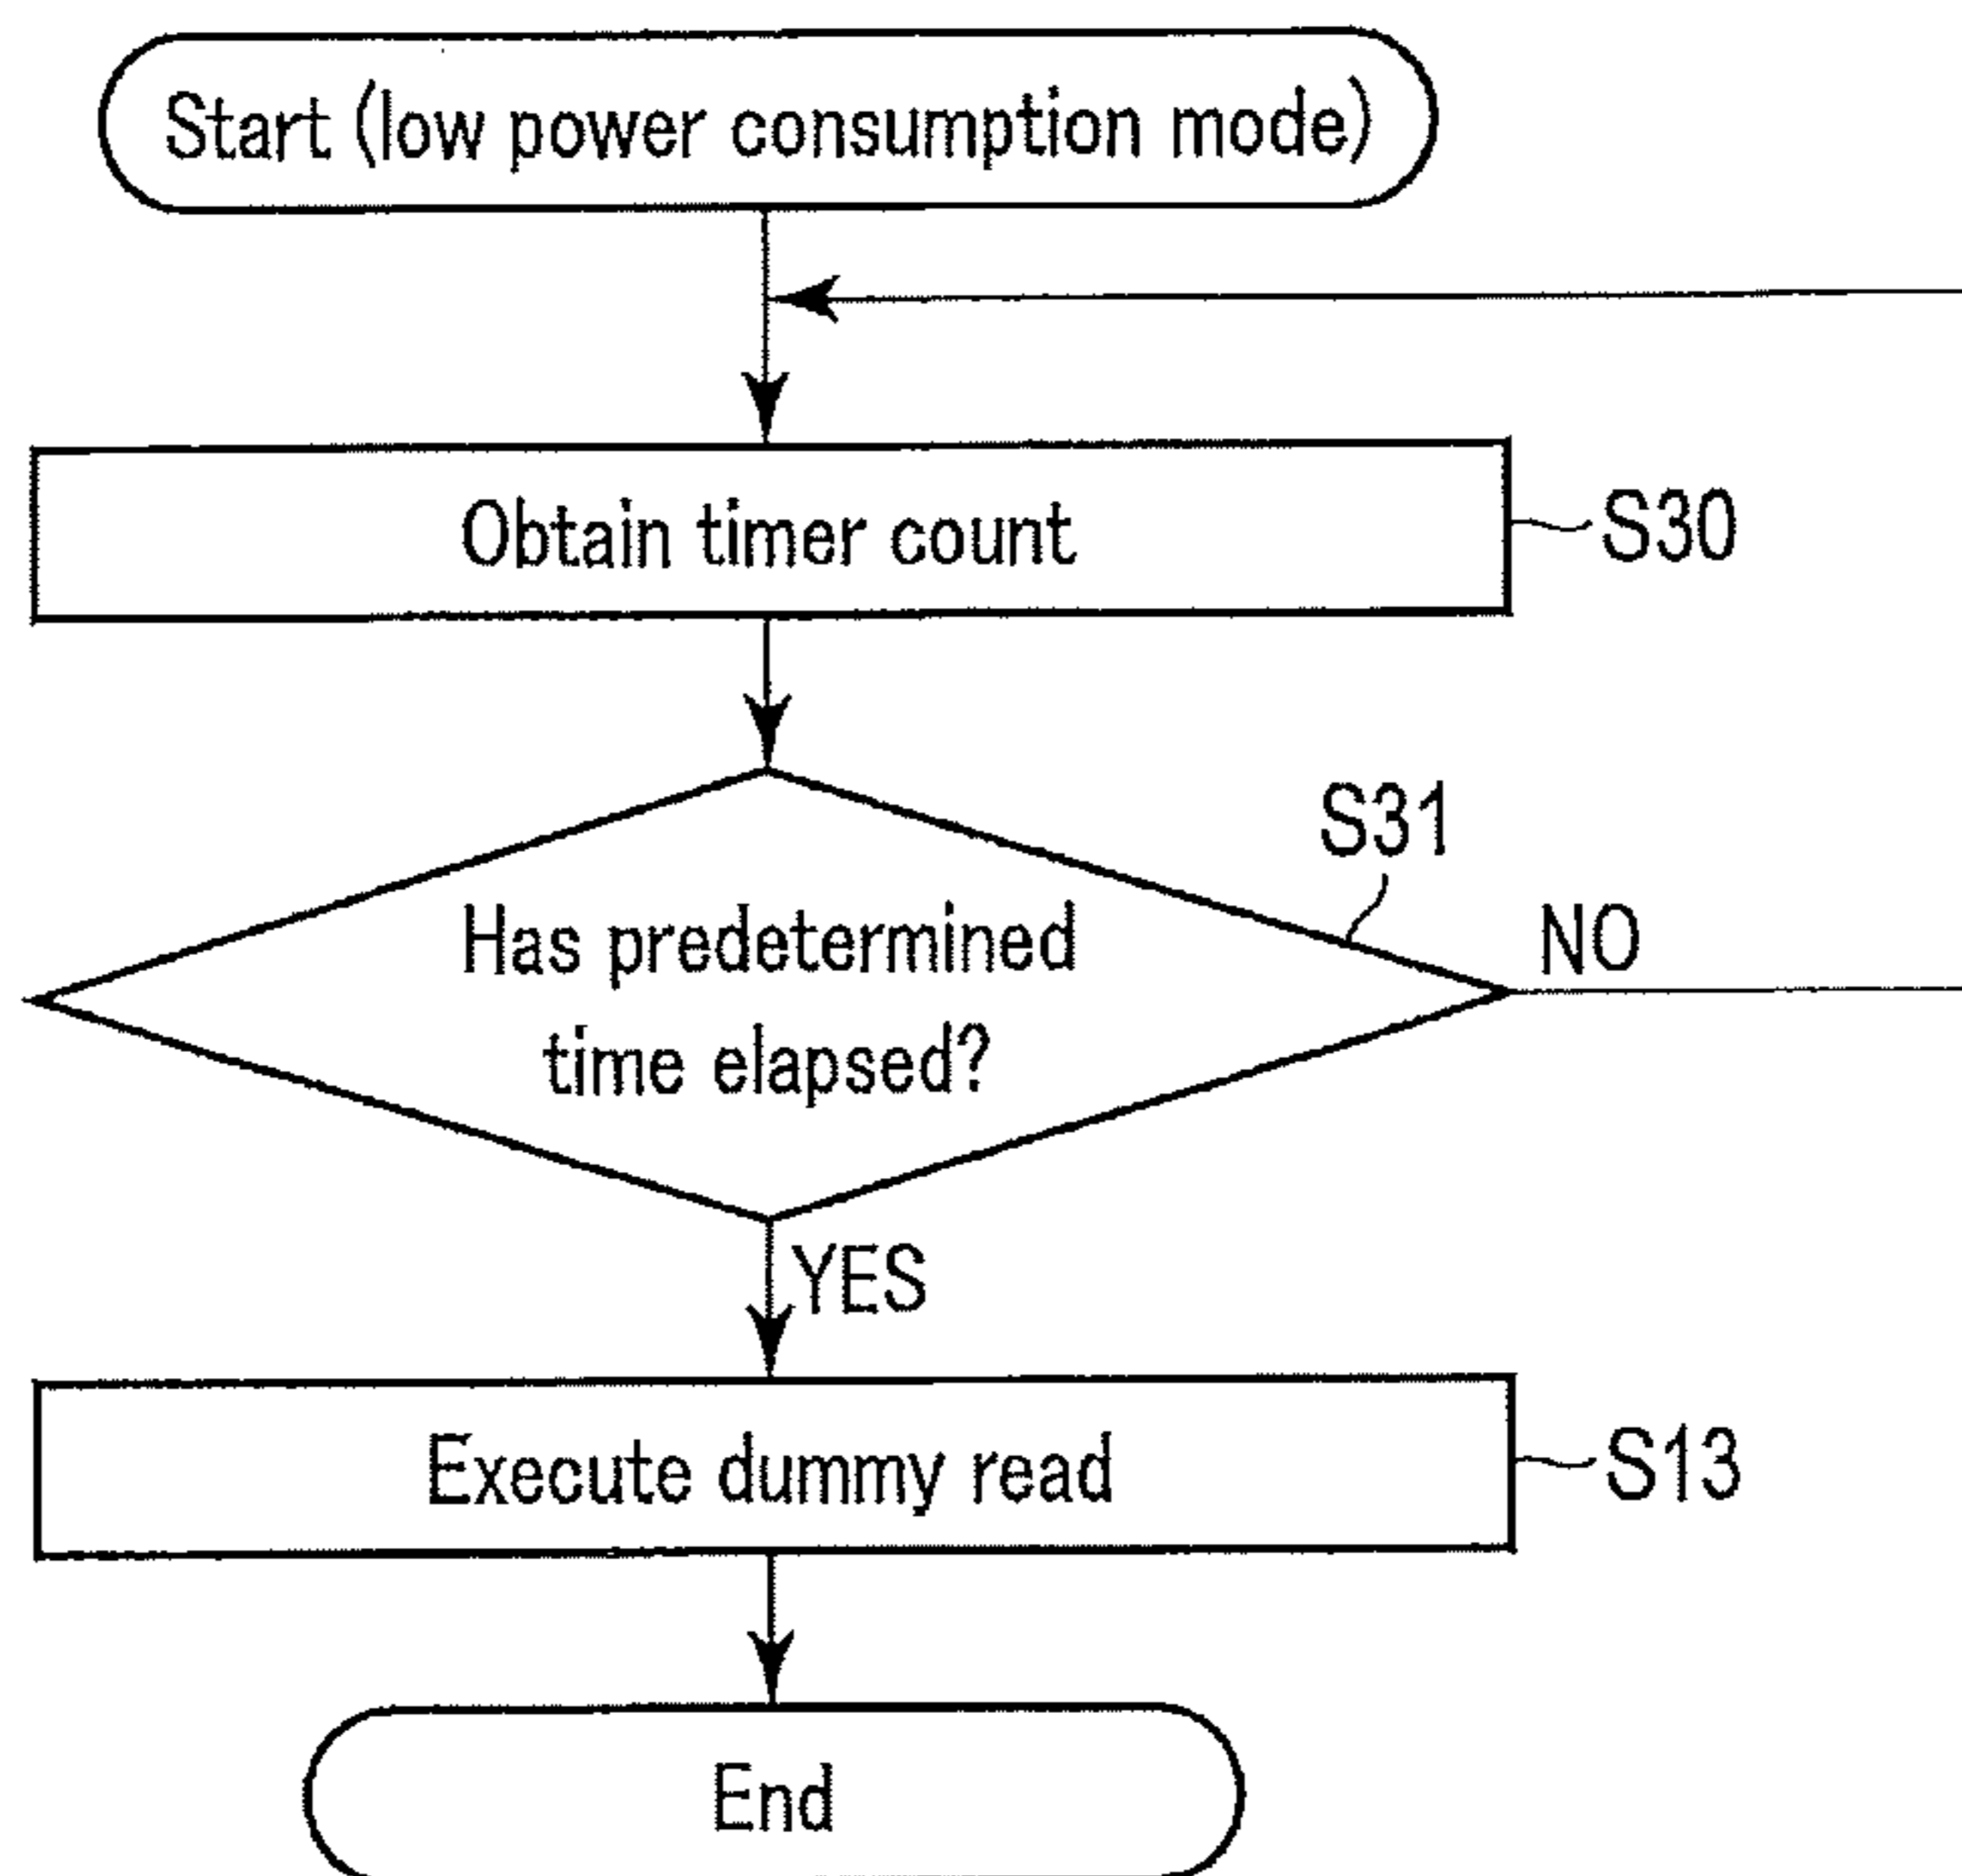 Start (low power consumption mode)
Obtain timer count
S30
S31
Has predetermined
time elapsed?
NO
YES
Execute dummy read
S13
End